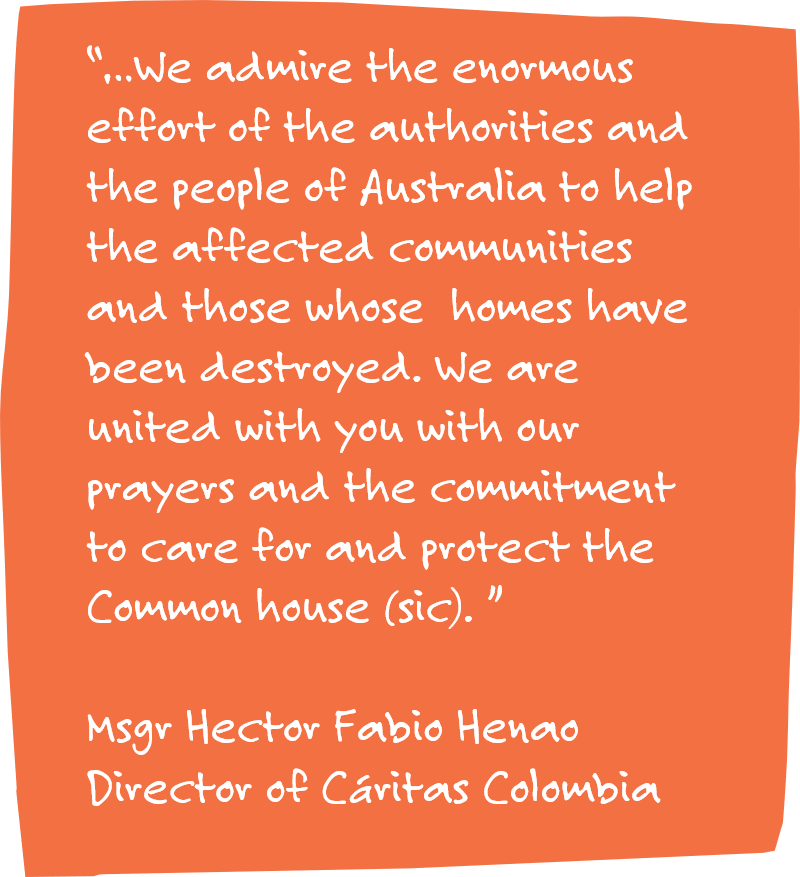 "...We admire the enormous
effort of the authorities and
the people of Australia to help
the affected communities
and those whose  homes have
been destroyed. We are
united with you with our
prayers and the commitment
to care for and protect the
Common house (sic). "
Msgr Hector Fabio Henao
Director of Cáritas Colombia